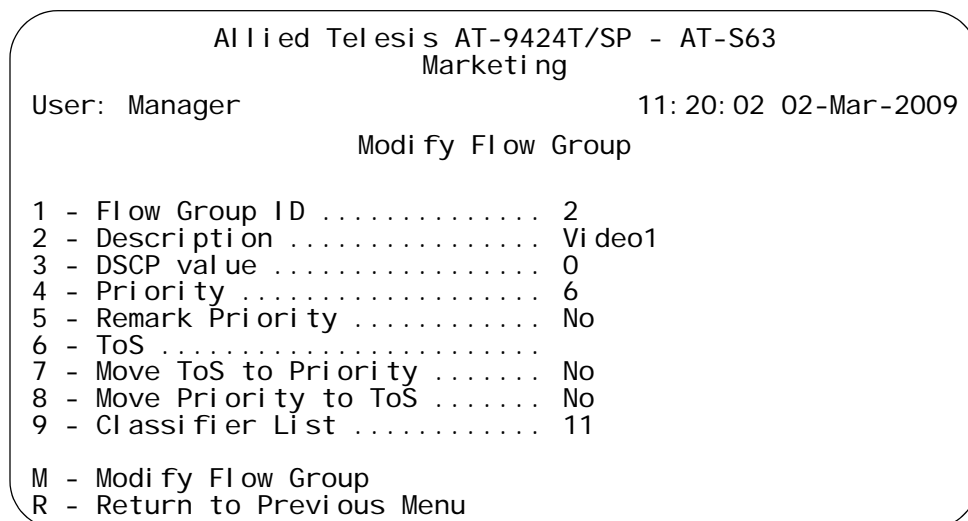 Allied Telesis AT-9424T/SP - AT-S63
Marketing
User: Manager 11:20:02 02-Mar-2009
Modify Flow Group
1 - Flow Group ID .............. 2
2 - Description ................ Video1
3 - DSCP value ................. 0
4 - Priority ................... 6
5 - Remark Priority ............ No
6 - ToS ........................
7 - Move ToS to Priority ....... No
8 - Move Priority to ToS ....... No
9 - Classifier List ............ 11
M - Modify Flow Group
R - Return to Previous Menu